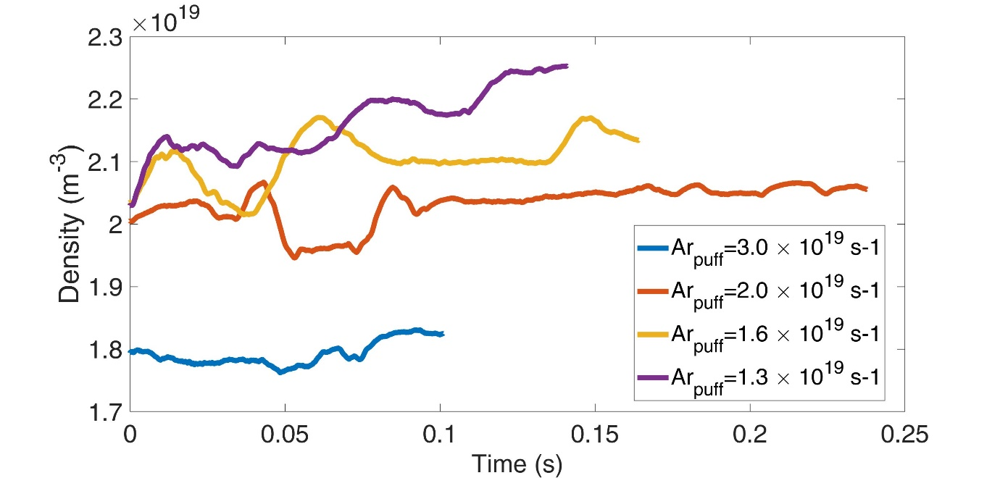 ×10^19
2.3
2.2
2.1
2
1.9
1.8
1.7
Density (m^-3)
0 0.05 0.1 0.15 0.2 0.25
Time (s)
Ar_puff=3.0 × 10^19 s-1
Ar_puff=2.0 × 10^19 s-1
Ar_puff=1.6 × 10^19 s-1
Ar_puff=1.3 × 10^19 s-1